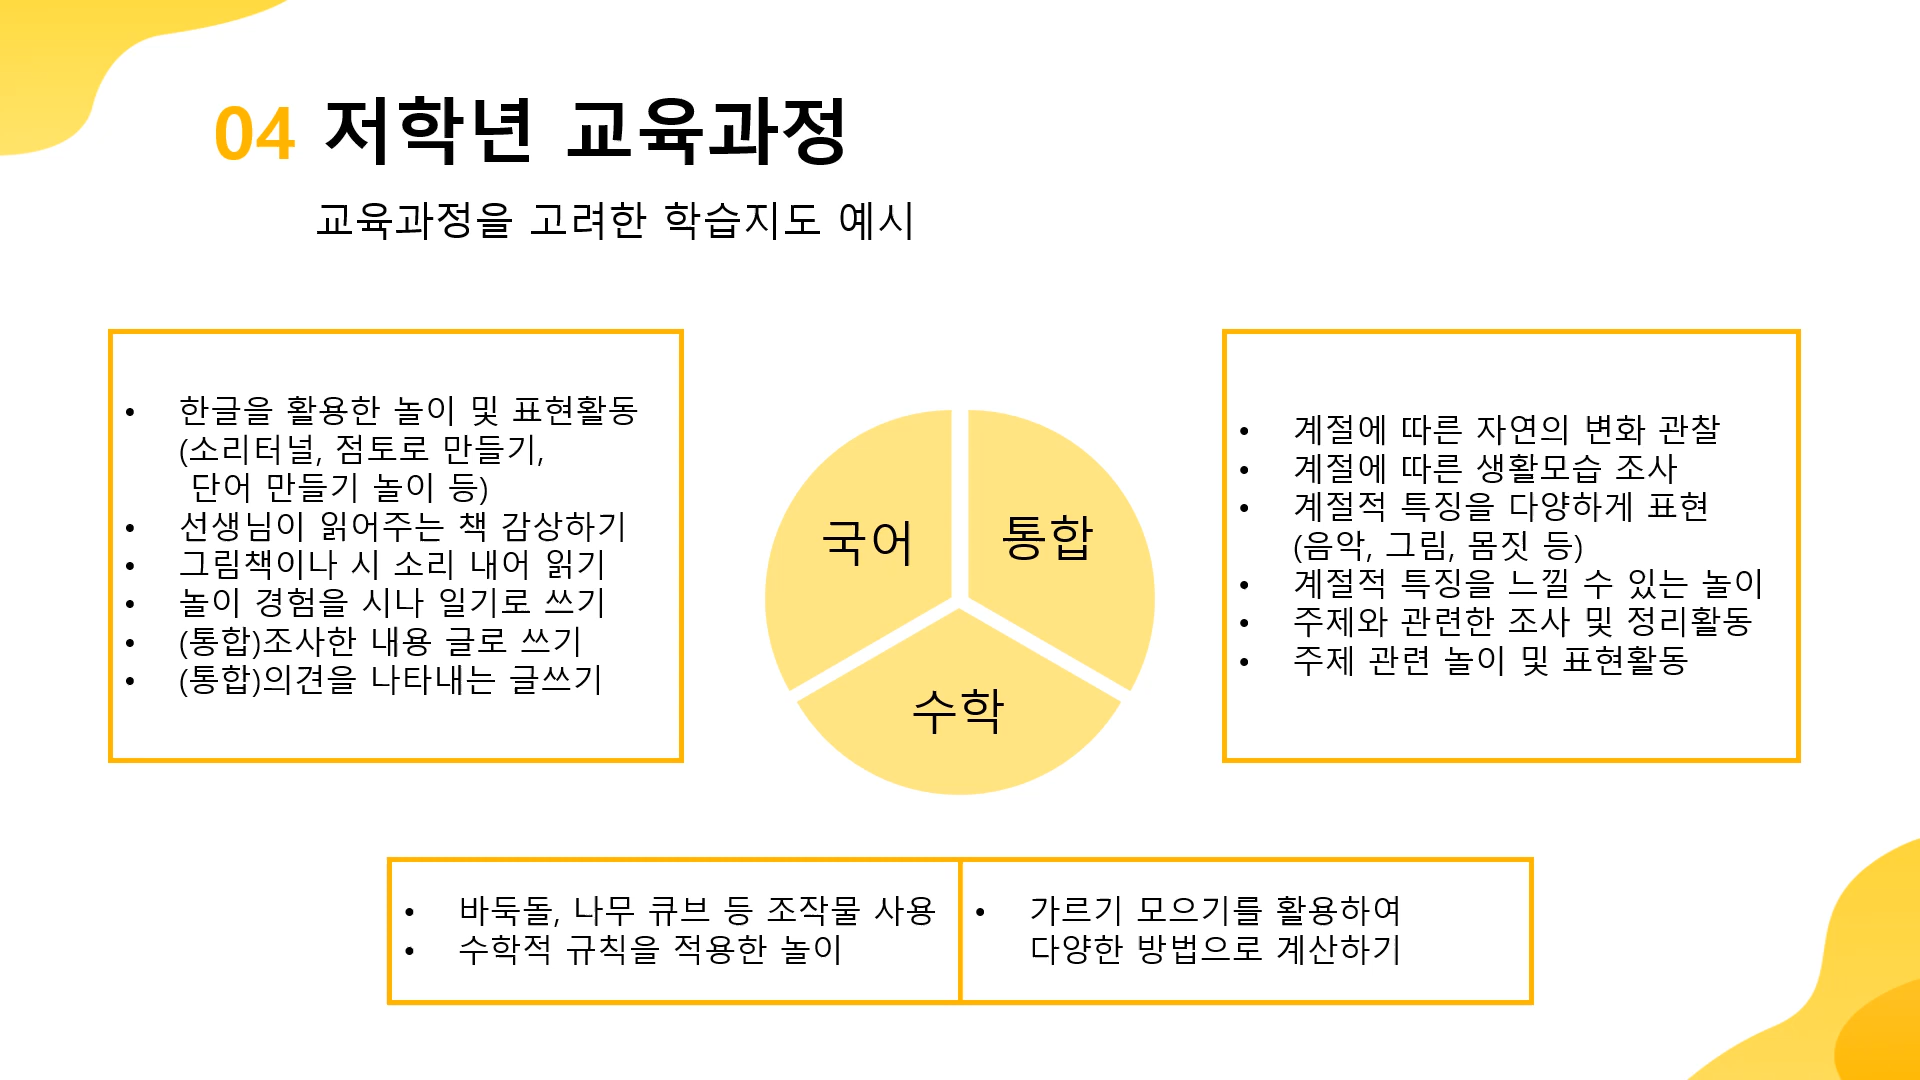 04 저학년 교육과정
교육과정을 고려한 학습지도 예시
• 한글을 활용한 놀이 및 표현활동
(소리터널, 점토로 만들기,
단어 만들기 놀이 등)
• 선생님이 읽어주는 책 감상하기
• 그림책이나 시 소리 내어 읽기
• 놀이 경험을 시나 일기로 쓰기
• (통합)조사한 내용 글로 쓰기
• (통합)의견을 나타내는 글쓰기
국어
통합
수학
• 계절에 따른 자연의 변화 관찰
• 계절에 따른 생활모습 조사
• 계절적 특징을 다양하게 표현
(음악, 그림, 몸짓 등)
• 계절적 특징을 느낄 수 있는 놀이
• 주제와 관련한 조사 및 정리활동
• 주제 관련 놀이 및 표현활동
• 바둑돌, 나무 큐브 등 조작물 사용
• 수학적 규칙을 적용한 놀이
• 가르기 모으기를 활용하여
다양한 방법으로 계산하기